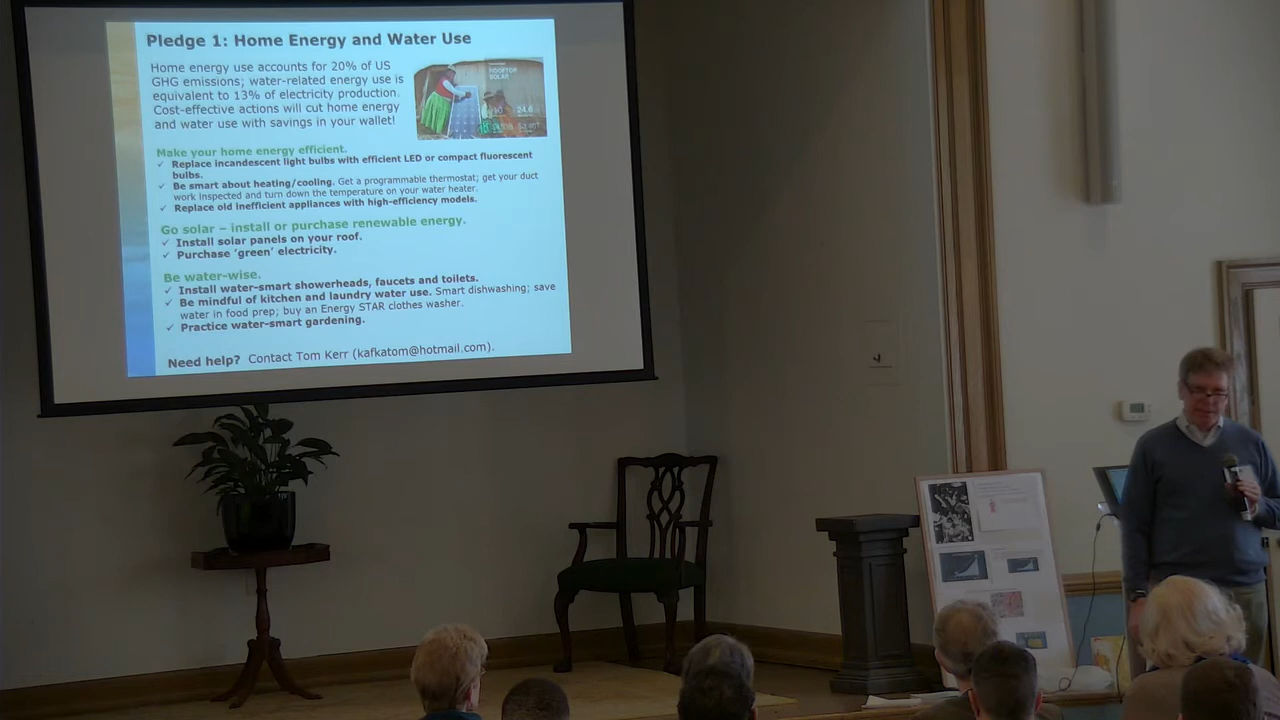 Pledge 1: Home Energy and Water Use
Home energy use accounts for 20% of US
GHG emissions; water-related energy use is
equivalent to 13% of electricity production.
Cost-effective actions will cut home energy
and water use with savings in your wallet!
ROOFTOP
SOLAR
24.6
Make your home energy efficient.
✓ Replace incandescent light bulbs with efficient LED or compact fluorescent
bulbs.
✓ Be smart about heating/cooling. Get a programmable thermostat; get your duct
work inspected and turn down the temperature on your water heater.
✓ Replace old inefficient appliances with high-efficiency models.
Go solar – install or purchase renewable energy.
✓ Install solar panels on your roof.
✓ Purchase ‘green’ electricity.
Be water-wise.
✓ Install water-smart showerheads, faucets and toilets.
✓ Be mindful of kitchen and laundry water use. Smart dishwashing; save
water in food prep; buy an Energy STAR clothes washer.
✓ Practice water-smart gardening.
Need help? Contact Tom Kerr (kafkatom@hotmail.com).